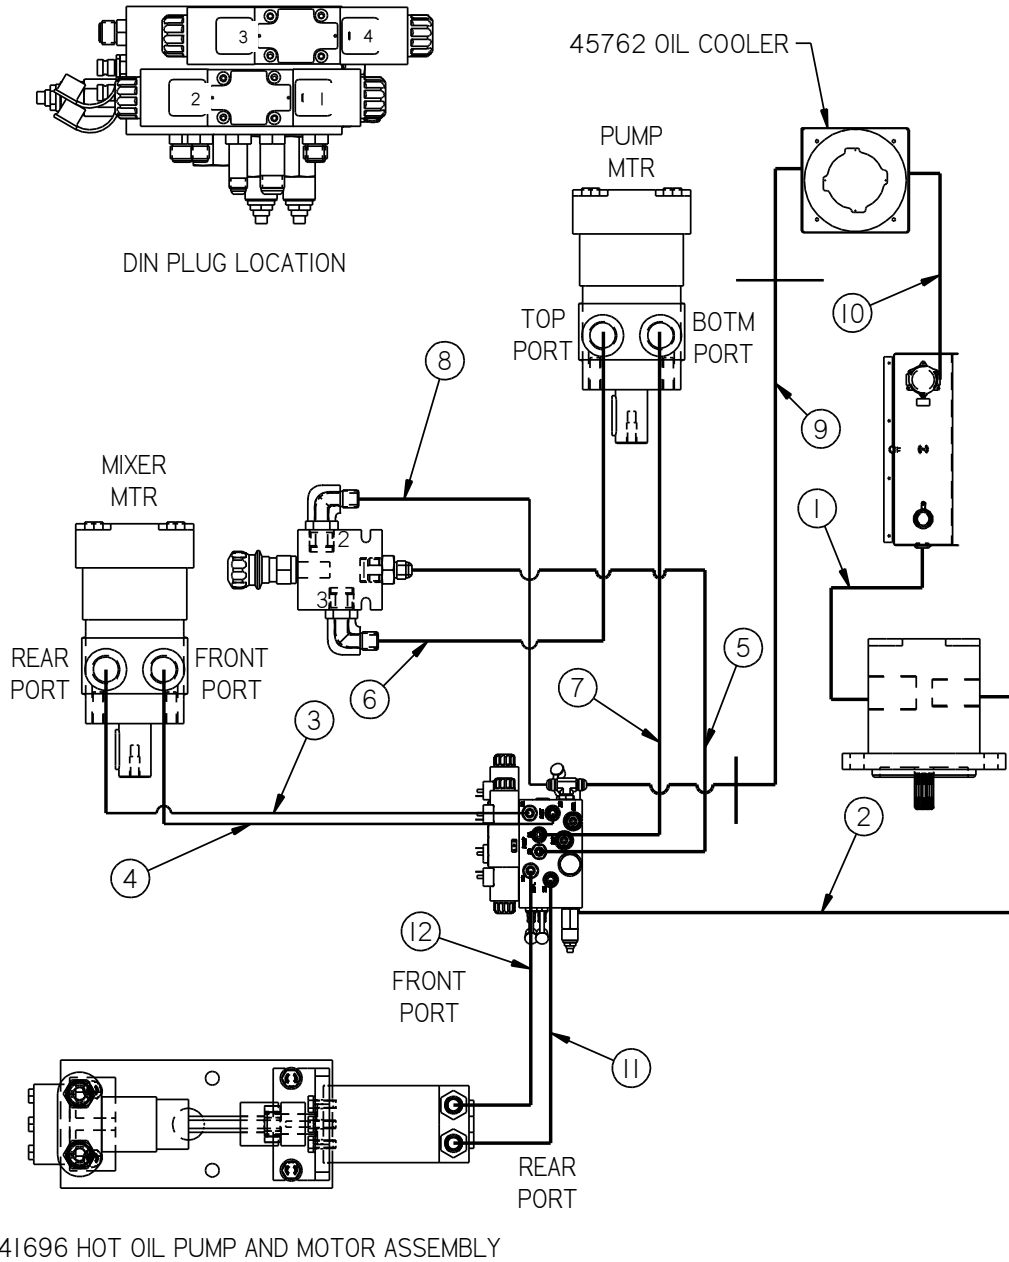 3
4
2
1
DIN PLUG LOCATION
45762 OIL COOLER
PUMP
MTR
TOP
PORT
BOTM
PORT
10
8
9
MIXER
MTR
2
3
1
1
REAR
PORT
FRONT
PORT
6
7
5
3
4
2
12
FRONT
PORT
11
REAR
PORT
41696 HOT OIL PUMP AND MOTOR ASSEMBLY